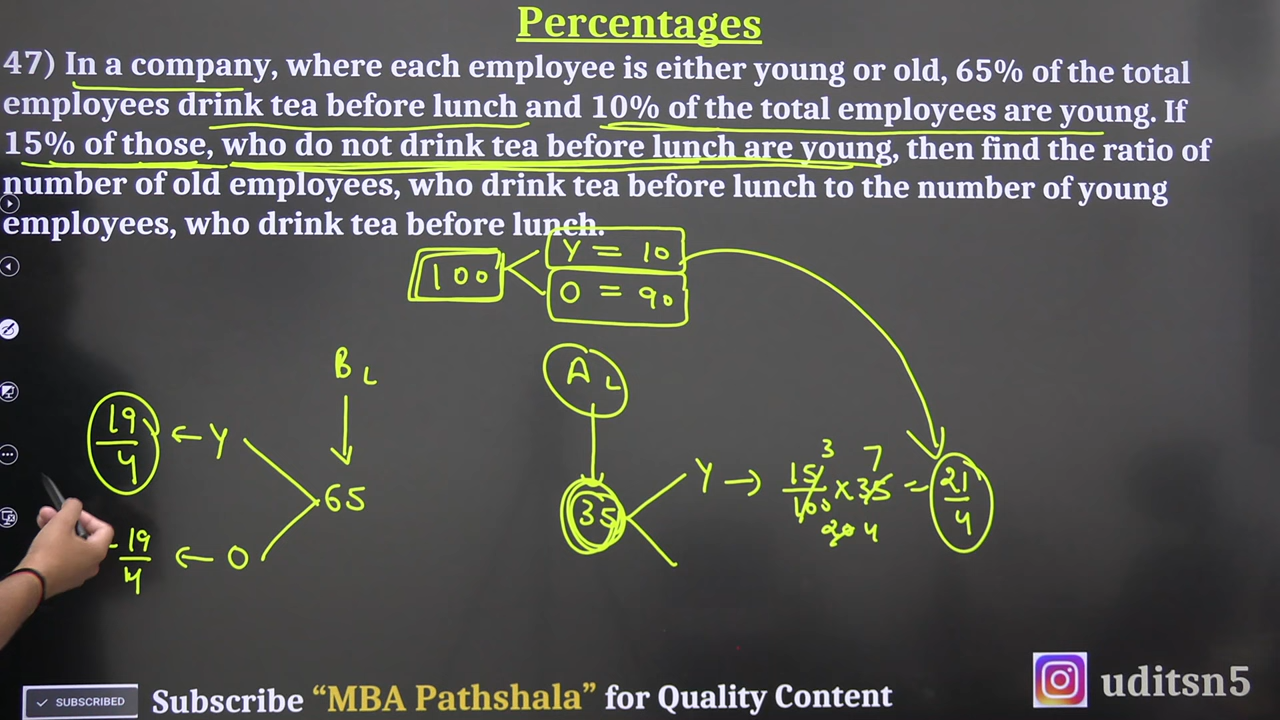 Percentages
47) In a company, where each employee is either young or old, 65% of the total
employees drink tea before lunch and 10% of the total employees are young. If
15% of those, who do not drink tea before lunch are young, then find the ratio of
number of old employees, who drink tea before lunch to the number of young
employees, who drink tea before lunch.
100
Y = 10
O = 90
B L
A L
19/4 ← Y
65
- 19/4 ← O
35
Y → 15/100 × 35 = 21/4
3 7
20 4
SUBSCRIBED
Subscribe “MBA Pathshala” for Quality Content
uditsn5